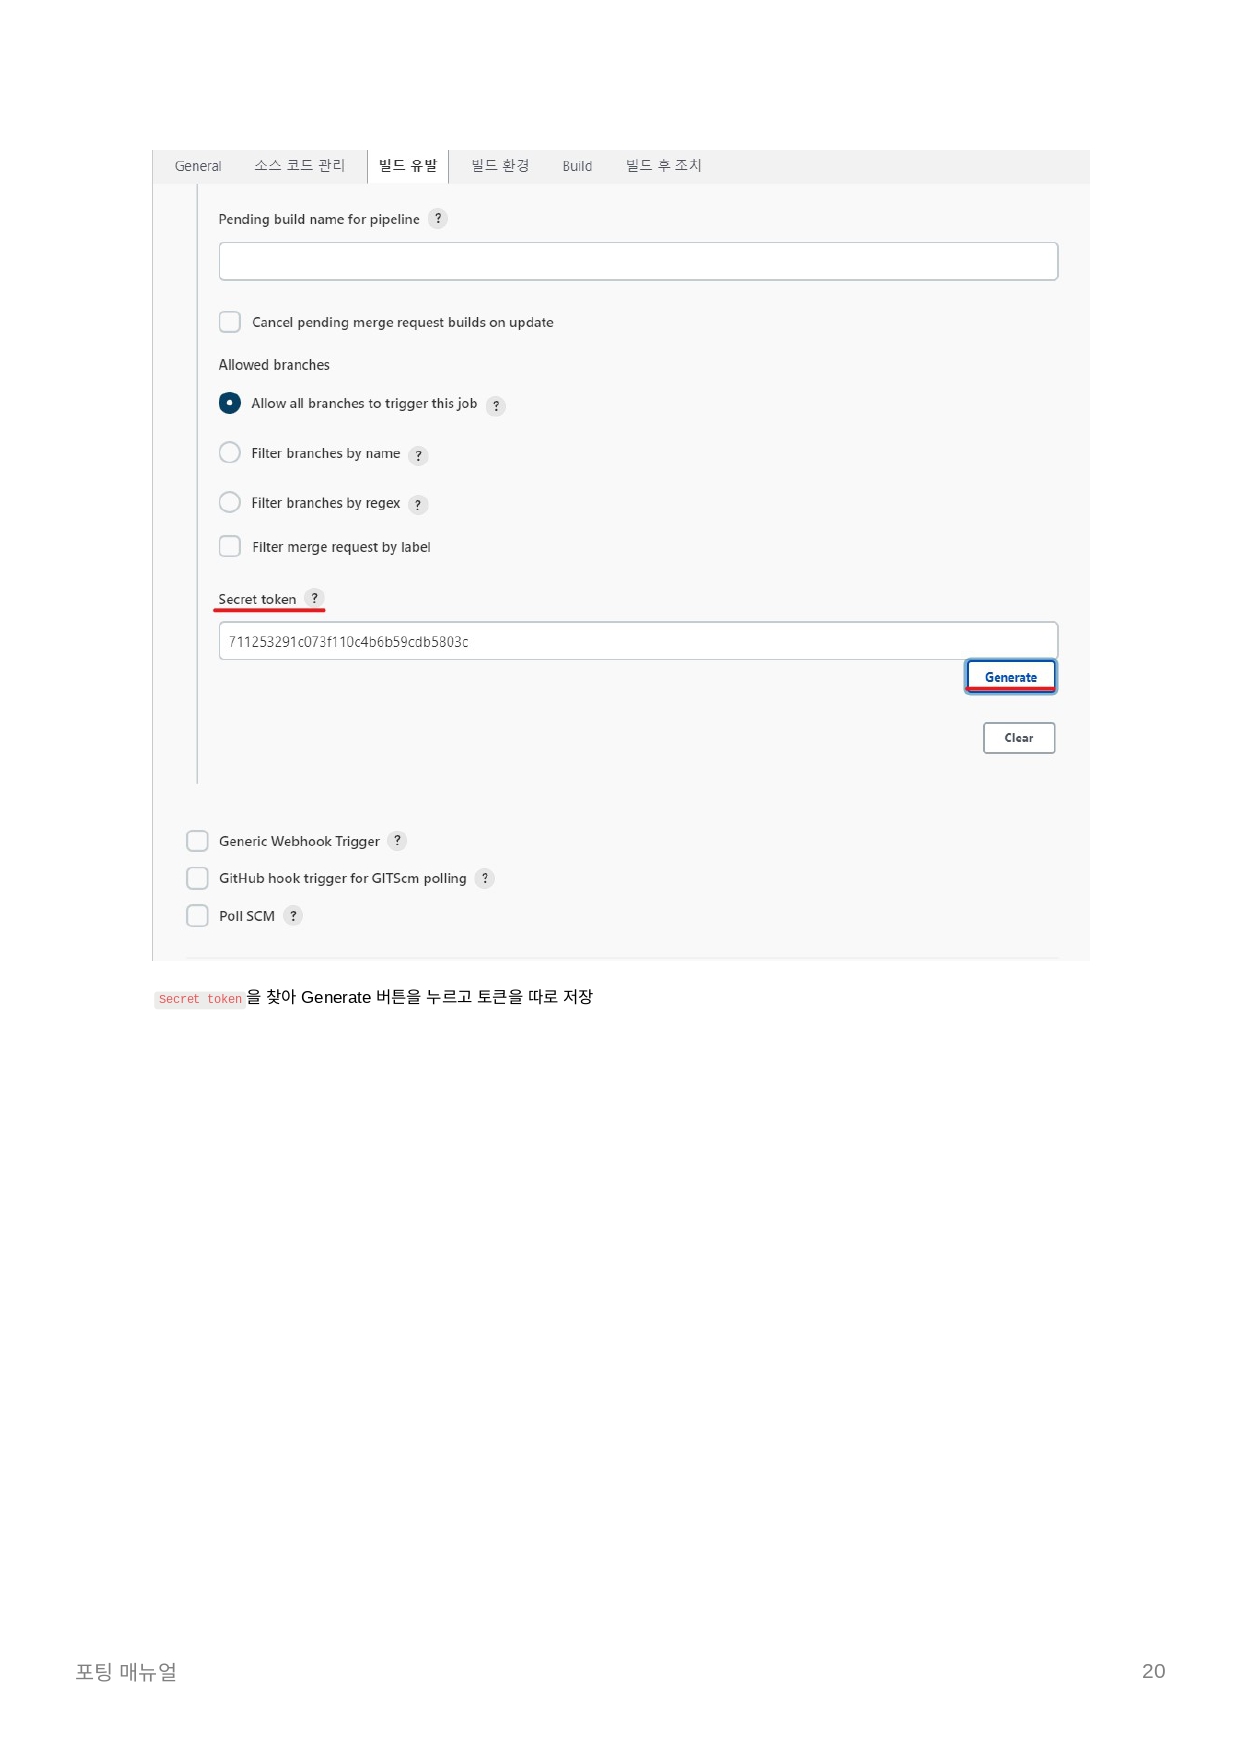 General 소스 코드 관리 빌드 유발 빌드 환경 Build 빌드 후 조치
Pending build name for pipeline ?
Cancel pending merge request builds on update
Allowed branches
Allow all branches to trigger this job ?
Filter branches by name ?
Filter branches by regex ?
Filter merge request by label
Secret token ?
711253291c073f110c4b6b59cdb5803c
Generate
Clear
Generic Webhook Trigger ?
GitHub hook trigger for GITScm polling ?
Poll SCM ?
Secret token을 찾아 Generate 버튼을 누르고 토큰을 따로 저장
포팅 매뉴얼 20